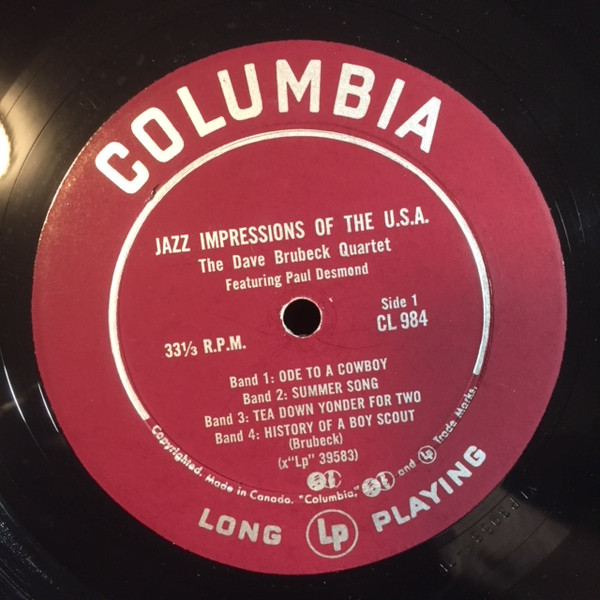 COLUMBIA
JAZZ IMPRESSIONS OF THE U.S.A.
The Dave Brubeck Quartet
Featuring Paul Desmond
Side 1
CL 984
33⅓ R.P.M.
Band 1: ODE TO A COWBOY
Band 2: SUMMER SONG
Band 3: TEA DOWN YONDER FOR TWO
Band 4: HISTORY OF A BOY SCOUT
(Brubeck)
(x"Lp" 39583)
Copyrighted. Made in Canada. "Columbia," and Lp Trade Marks.
LONG Lp PLAYING